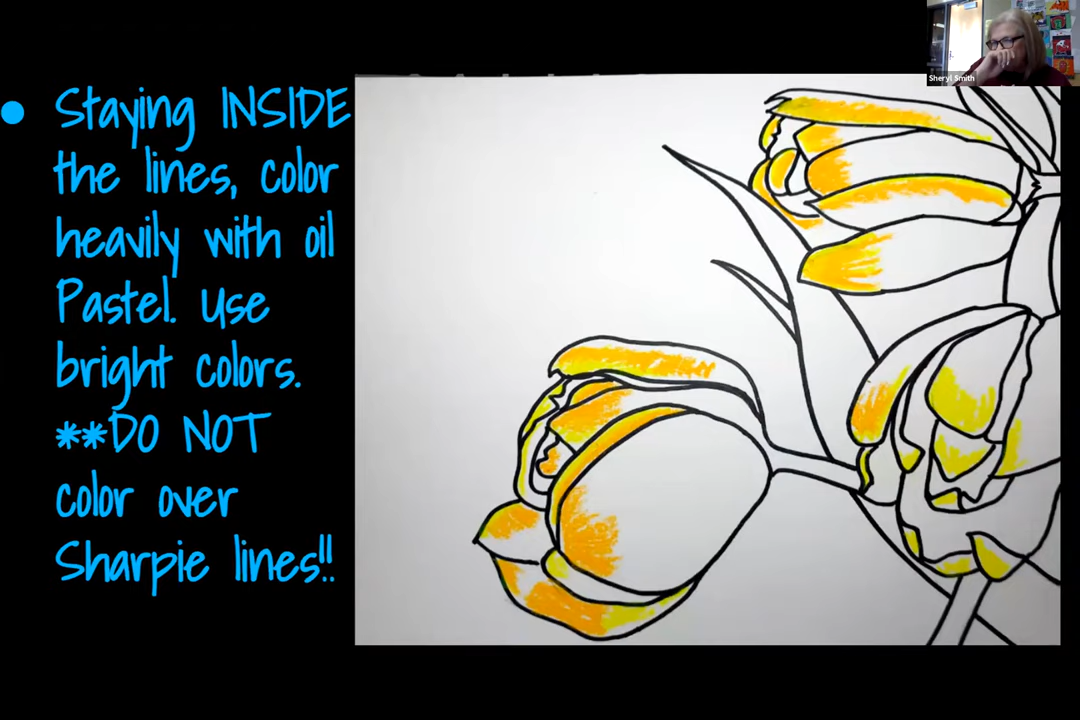 Sheryl Smith
• Staying INSIDE
the lines, color
heavily with oil
Pastel. Use
bright colors.
**DO NOT
color over
Sharpie lines!!